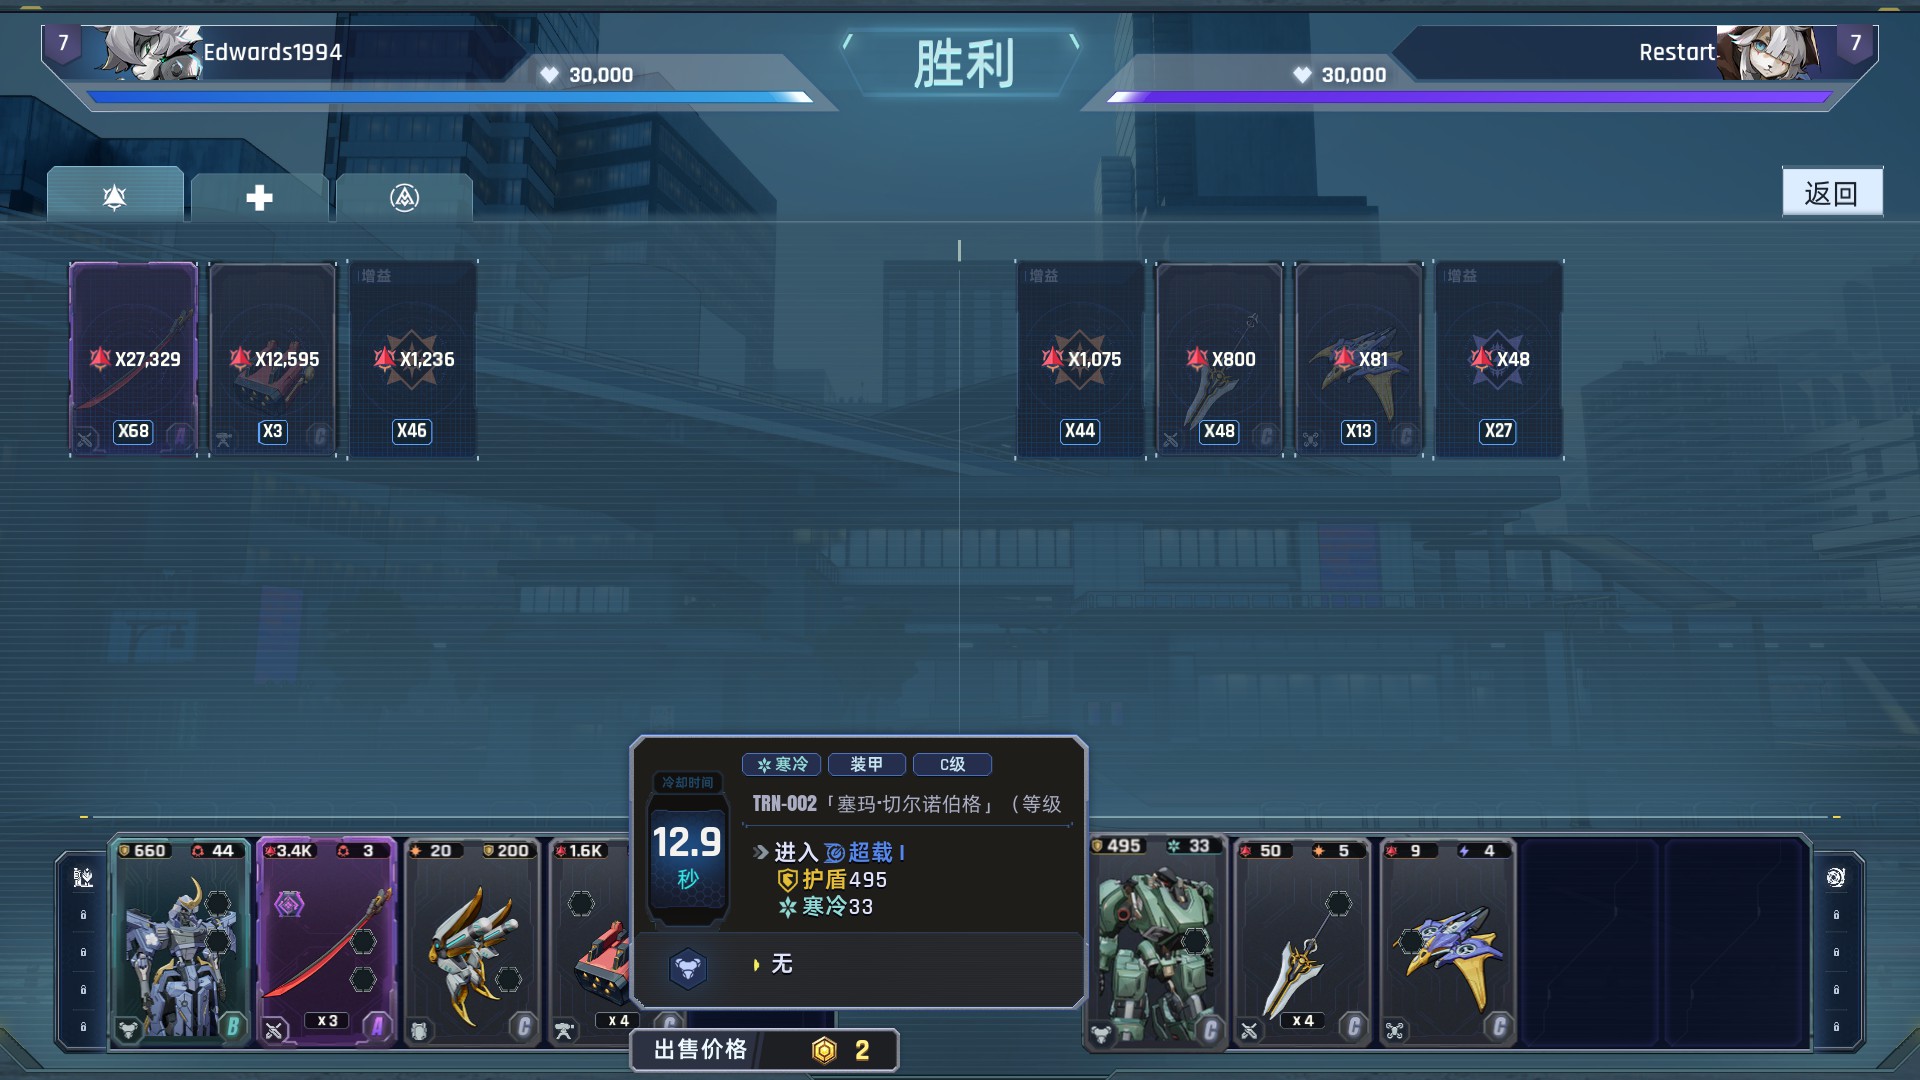 7
Edwards1994
30,000
胜利
30,000
Restart
7
返回
X27,329
X68
A
X12,595
X3
C
增益
X1,236
X46
增益
X1,075
X44
X800
X48
C
X81
X13
C
增益
X48
X27
寒冷
装甲
C级
冷却时间
12.9
秒
TRN-002「塞玛·切尔诺伯格」（等级
进入超载 I
护盾495
寒冷33
无
出售价格
2
660
44
B
3.4K
3
x 3
A
20
200
C
1.6K
x 4
495
33
C
50
5
x 4
C
9
4
C